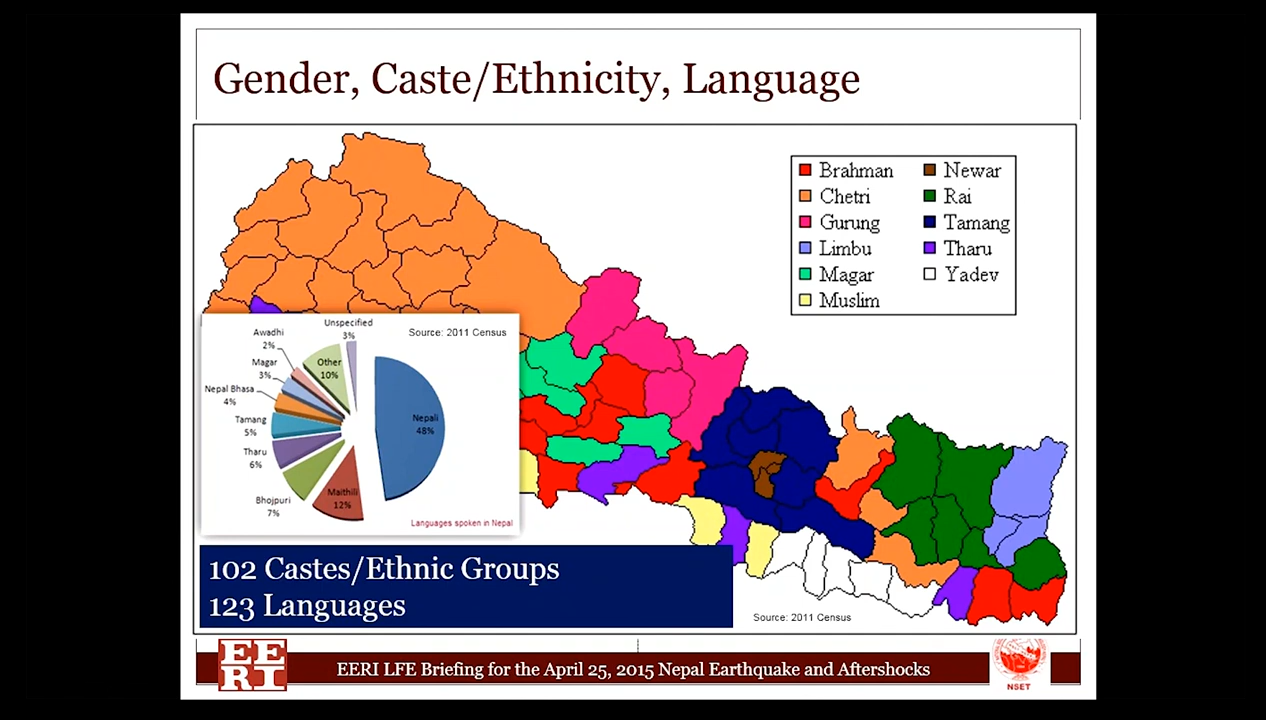 Gender, Caste/Ethnicity, Language
Brahman
Chetri
Gurung
Limbu
Magar
Muslim
Newar
Rai
Tamang
Tharu
Yadev
Source: 2011 Census
Unspecified
3%
Awadhi
2%
Other
10%
Magar
3%
Nepal Bhasa
4%
Tamang
5%
Tharu
6%
Bhojpuri
7%
Maithili
12%
Nepali
48%
Languages spoken in Nepal
102 Castes/Ethnic Groups
123 Languages
Source: 2011 Census
EE
RI
EERI LFE Briefing for the April 25, 2015 Nepal Earthquake and Aftershocks
NSET